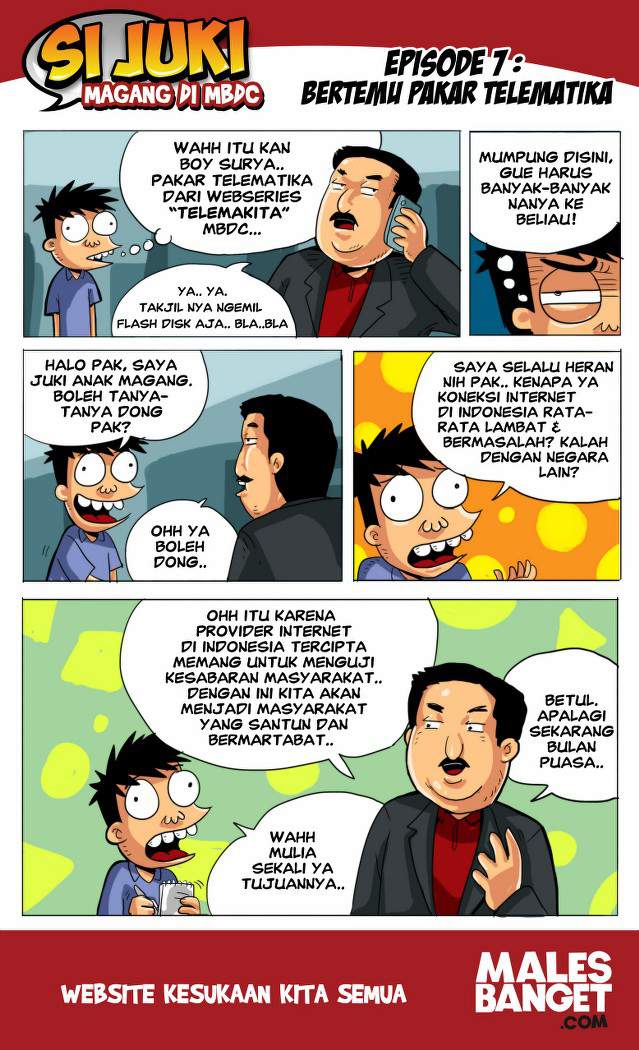 SI JUKI
MAGANG DI MBDC
EPISODE 7 :
BERTEMU PAKAR TELEMATIKA
WAHH ITU KAN
BOY SURYA..
PAKAR TELEMATIKA
DARI WEBSERIES
“TELEMAKITA”
MBDC...
YA.. YA.
TAKJIL NYA NGEMIL
FLASH DISK AJA.. BLA..BLA
MUMPUNG DISINI,
GUE HARUS
BANYAK-BANYAK
NANYA KE
BELIAU!
HALO PAK, SAYA
JUKI ANAK MAGANG.
BOLEH TANYA-
TANYA DONG
PAK?
OHH YA
BOLEH
DONG..
SAYA SELALU HERAN
NIH PAK.. KENAPA YA
KONEKSI INTERNET
DI INDONESIA RATA-
RATA LAMBAT &
BERMASALAH? KALAH
DENGAN NEGARA
LAIN?
OHH ITU KARENA
PROVIDER INTERNET
DI INDONESIA TERCIPTA
MEMANG UNTUK MENGUJI
KESABARAN MASYARAKAT..
DENGAN INI KITA AKAN
MENJADI MASYARAKAT
YANG SANTUN DAN
BERMARTABAT..
WAHH
MULIA
SEKALI YA
TUJUANNYA..
BETUL.
APALAGI
SEKARANG
BULAN
PUASA..
WEBSITE KESUKAAN KITA SEMUA
MALES
BANGET
.COM